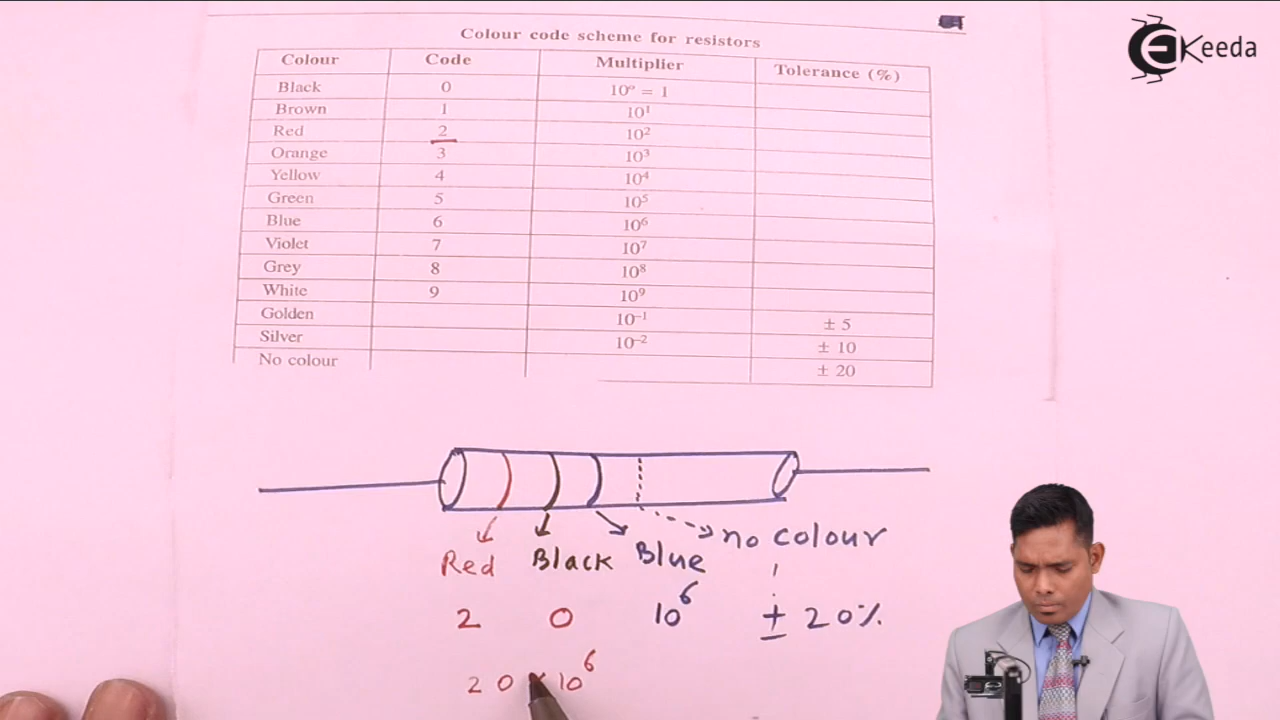 EKeeda
Colour code scheme for resistors
Colour Code Multiplier Tolerance (%)
Black 0 10⁰ = 1
Brown 1 10¹
Red 2 10²
Orange 3 10³
Yellow 4 10⁴
Green 5 10⁵
Blue 6 10⁶
Violet 7 10⁷
Grey 8 10⁸
White 9 10⁹
Golden 10⁻¹ ± 5
Silver 10⁻² ± 10
No colour ± 20
no colour
Red Black Blue
2 0 10⁶ ± 20%
20 × 10⁶